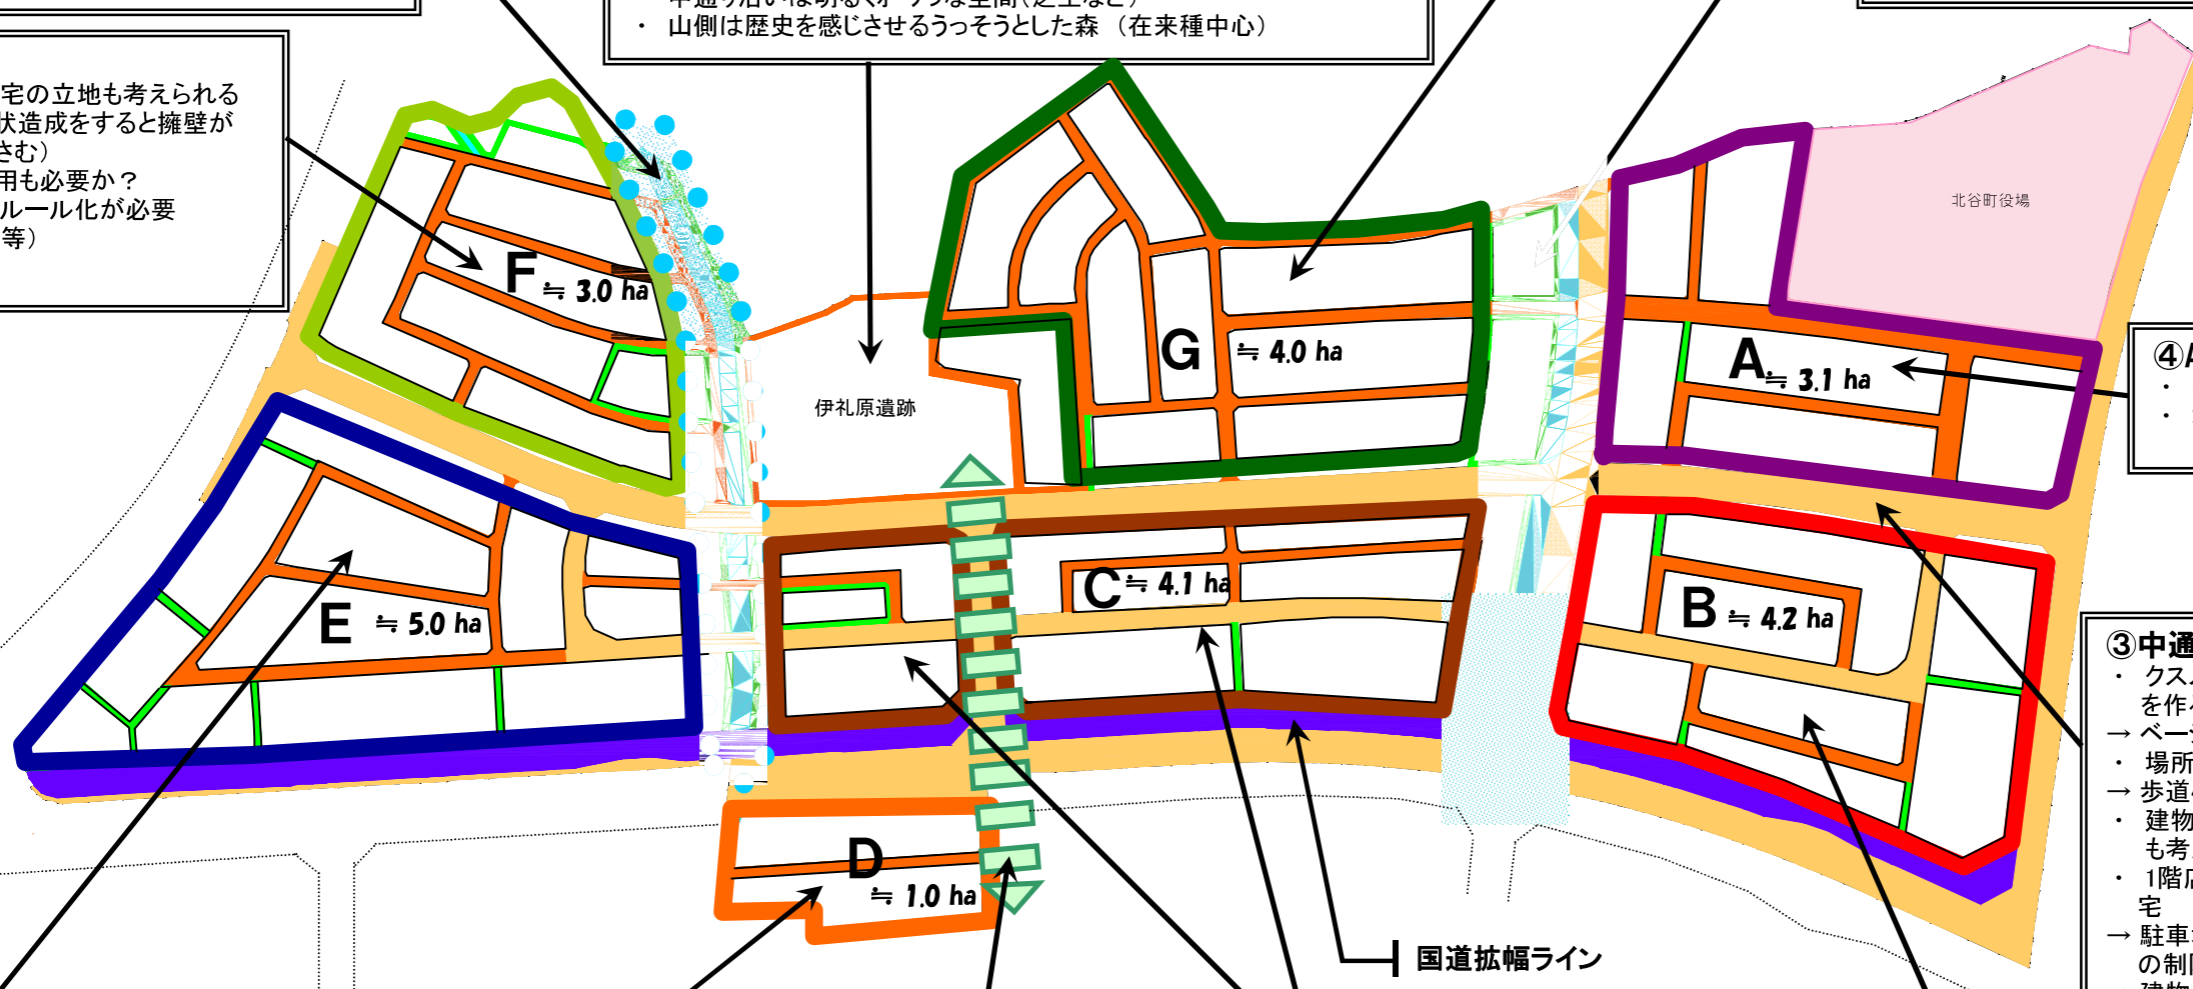 ・ 山側は歴史を感じさせるうっそうとした森 （在来種中心）
宅の立地も考えられる
状造成をすると擁壁が
さむ）
用も必要か？
ルール化が必要
等）
北谷町役場
F ≒ 3.0 ha
G ≒ 4.0 ha
A ≒ 3.1 ha
伊礼原遺跡
④A
・
・
E ≒ 5.0 ha
C ≒ 4.1 ha
B ≒ 4.2 ha
D ≒ 1.0 ha
国道拡幅ライン
③中通
・ クス
を作
→ ベー
・ 場所
→ 歩道
・ 建物
も考
・ 1階店
宅
→ 駐車
の制